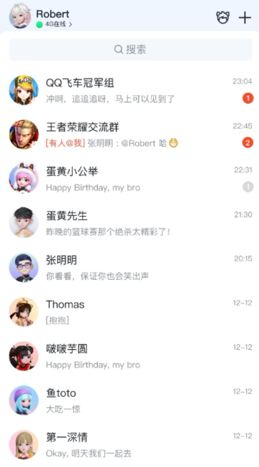 Robert
4G在线 >
搜索
QQ飞车冠军组 23:04
冲啊，追追追呀，马上可以见到了 1
王者荣耀交流群 22:45
[有人@我] 张明明：@Robert 哈 2
蛋黄小公举 22:31
Happy Birthday, my bro 1
蛋黄先生 21:30
昨晚的篮球赛那个绝杀太精彩了！
张明明 20:15
你看看，保证你也会笑出声
Thomas 12-12
[抱抱]
啵啵芋圆 12-12
Happy Birthday, my bro
鱼toto 12-12
大吃一惊
第一深情 12-12
Okay, 明天我们一起去